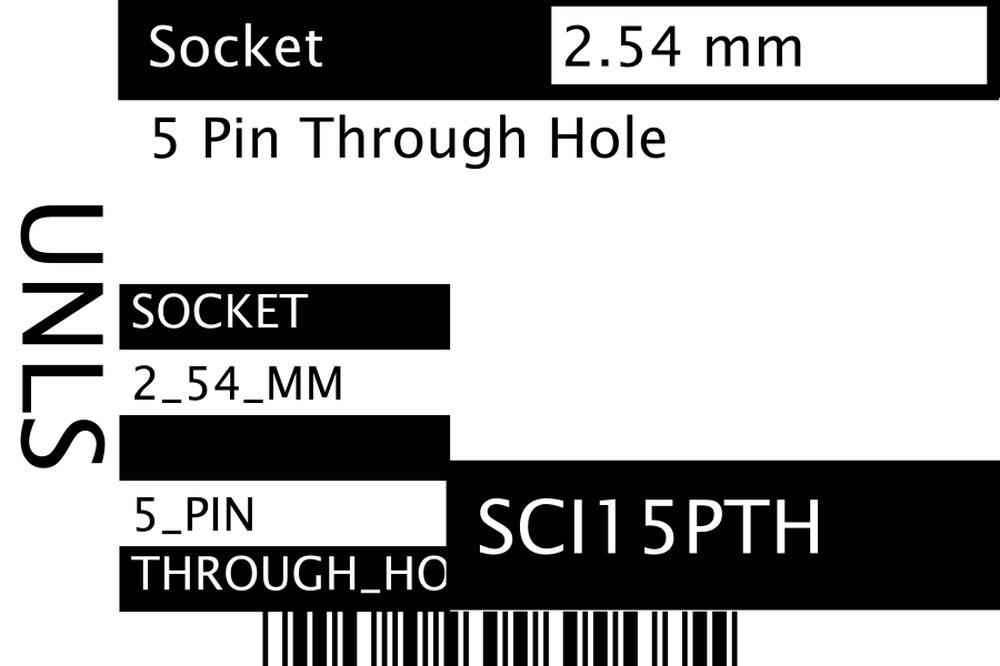 Socket
2.54 mm
5 Pin Through Hole
UNLS
SOCKET
2_54_MM
5_PIN
THROUGH_HO
SCI15PTH